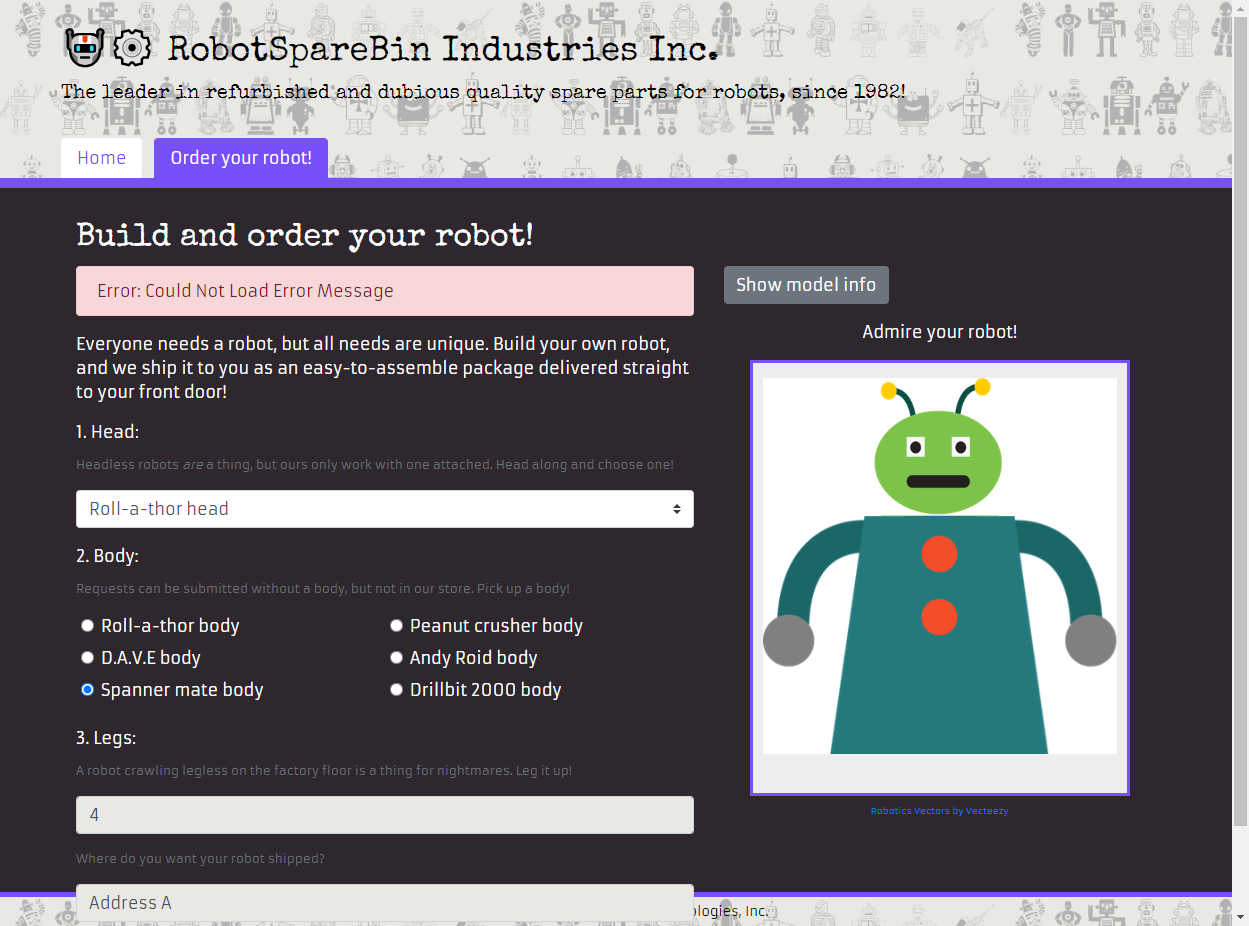 RobotSpareBin Industries Inc.
The leader in refurbished and dubious quality spare parts for robots, since 1982!
Home
Order your robot!
Build and order your robot!
Error: Could Not Load Error Message
Everyone needs a robot, but all needs are unique. Build your own robot,
and we ship it to you as an easy-to-assemble package delivered straight
to your front door!
1. Head:
Headless robots are a thing, but ours only work with one attached. Head along and choose one!
Roll-a-thor head
2. Body:
Requests can be submitted without a body, but not in our store. Pick up a body!
Roll-a-thor body
Peanut crusher body
D.A.V.E body
Andy Roid body
Spanner mate body
Drillbit 2000 body
3. Legs:
A robot crawling legless on the factory floor is a thing for nightmares. Leg it up!
4
Where do you want your robot shipped?
Address A
Show model info
Admire your robot!
Robotics Vectors by Vecteezy
Inc.